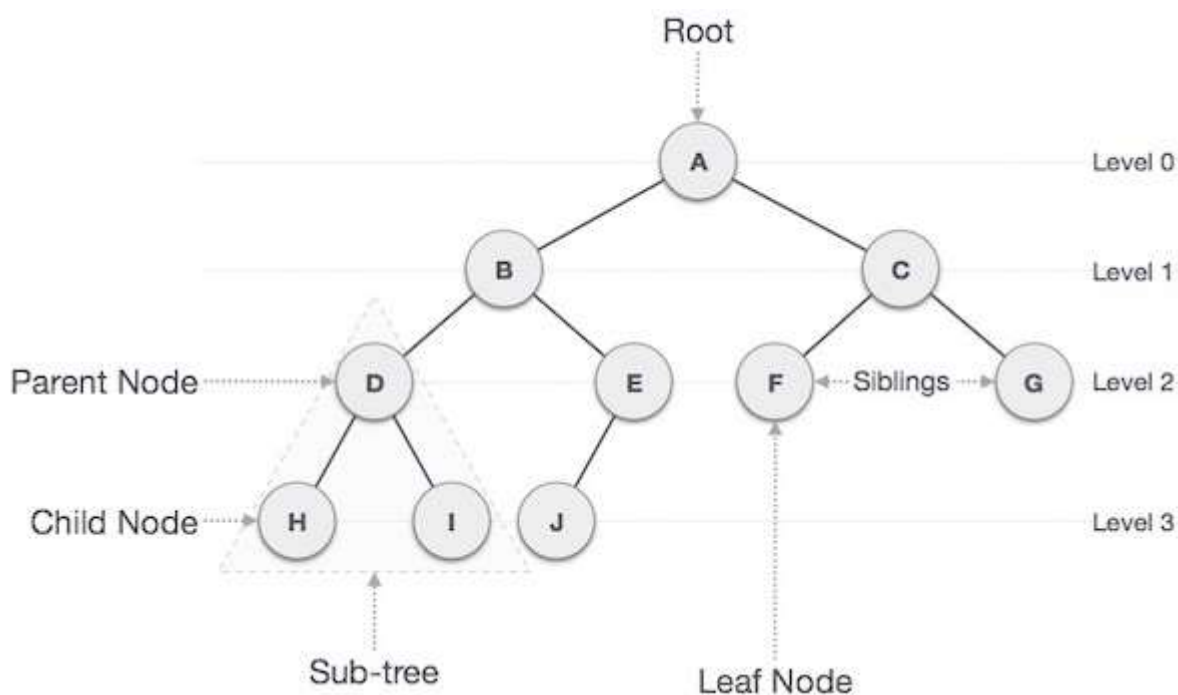 Root
A
Level 0
B
C
Level 1
Parent Node
D
E
F
Siblings
G
Level 2
Child Node
H
I
J
Level 3
Sub-tree
Leaf Node